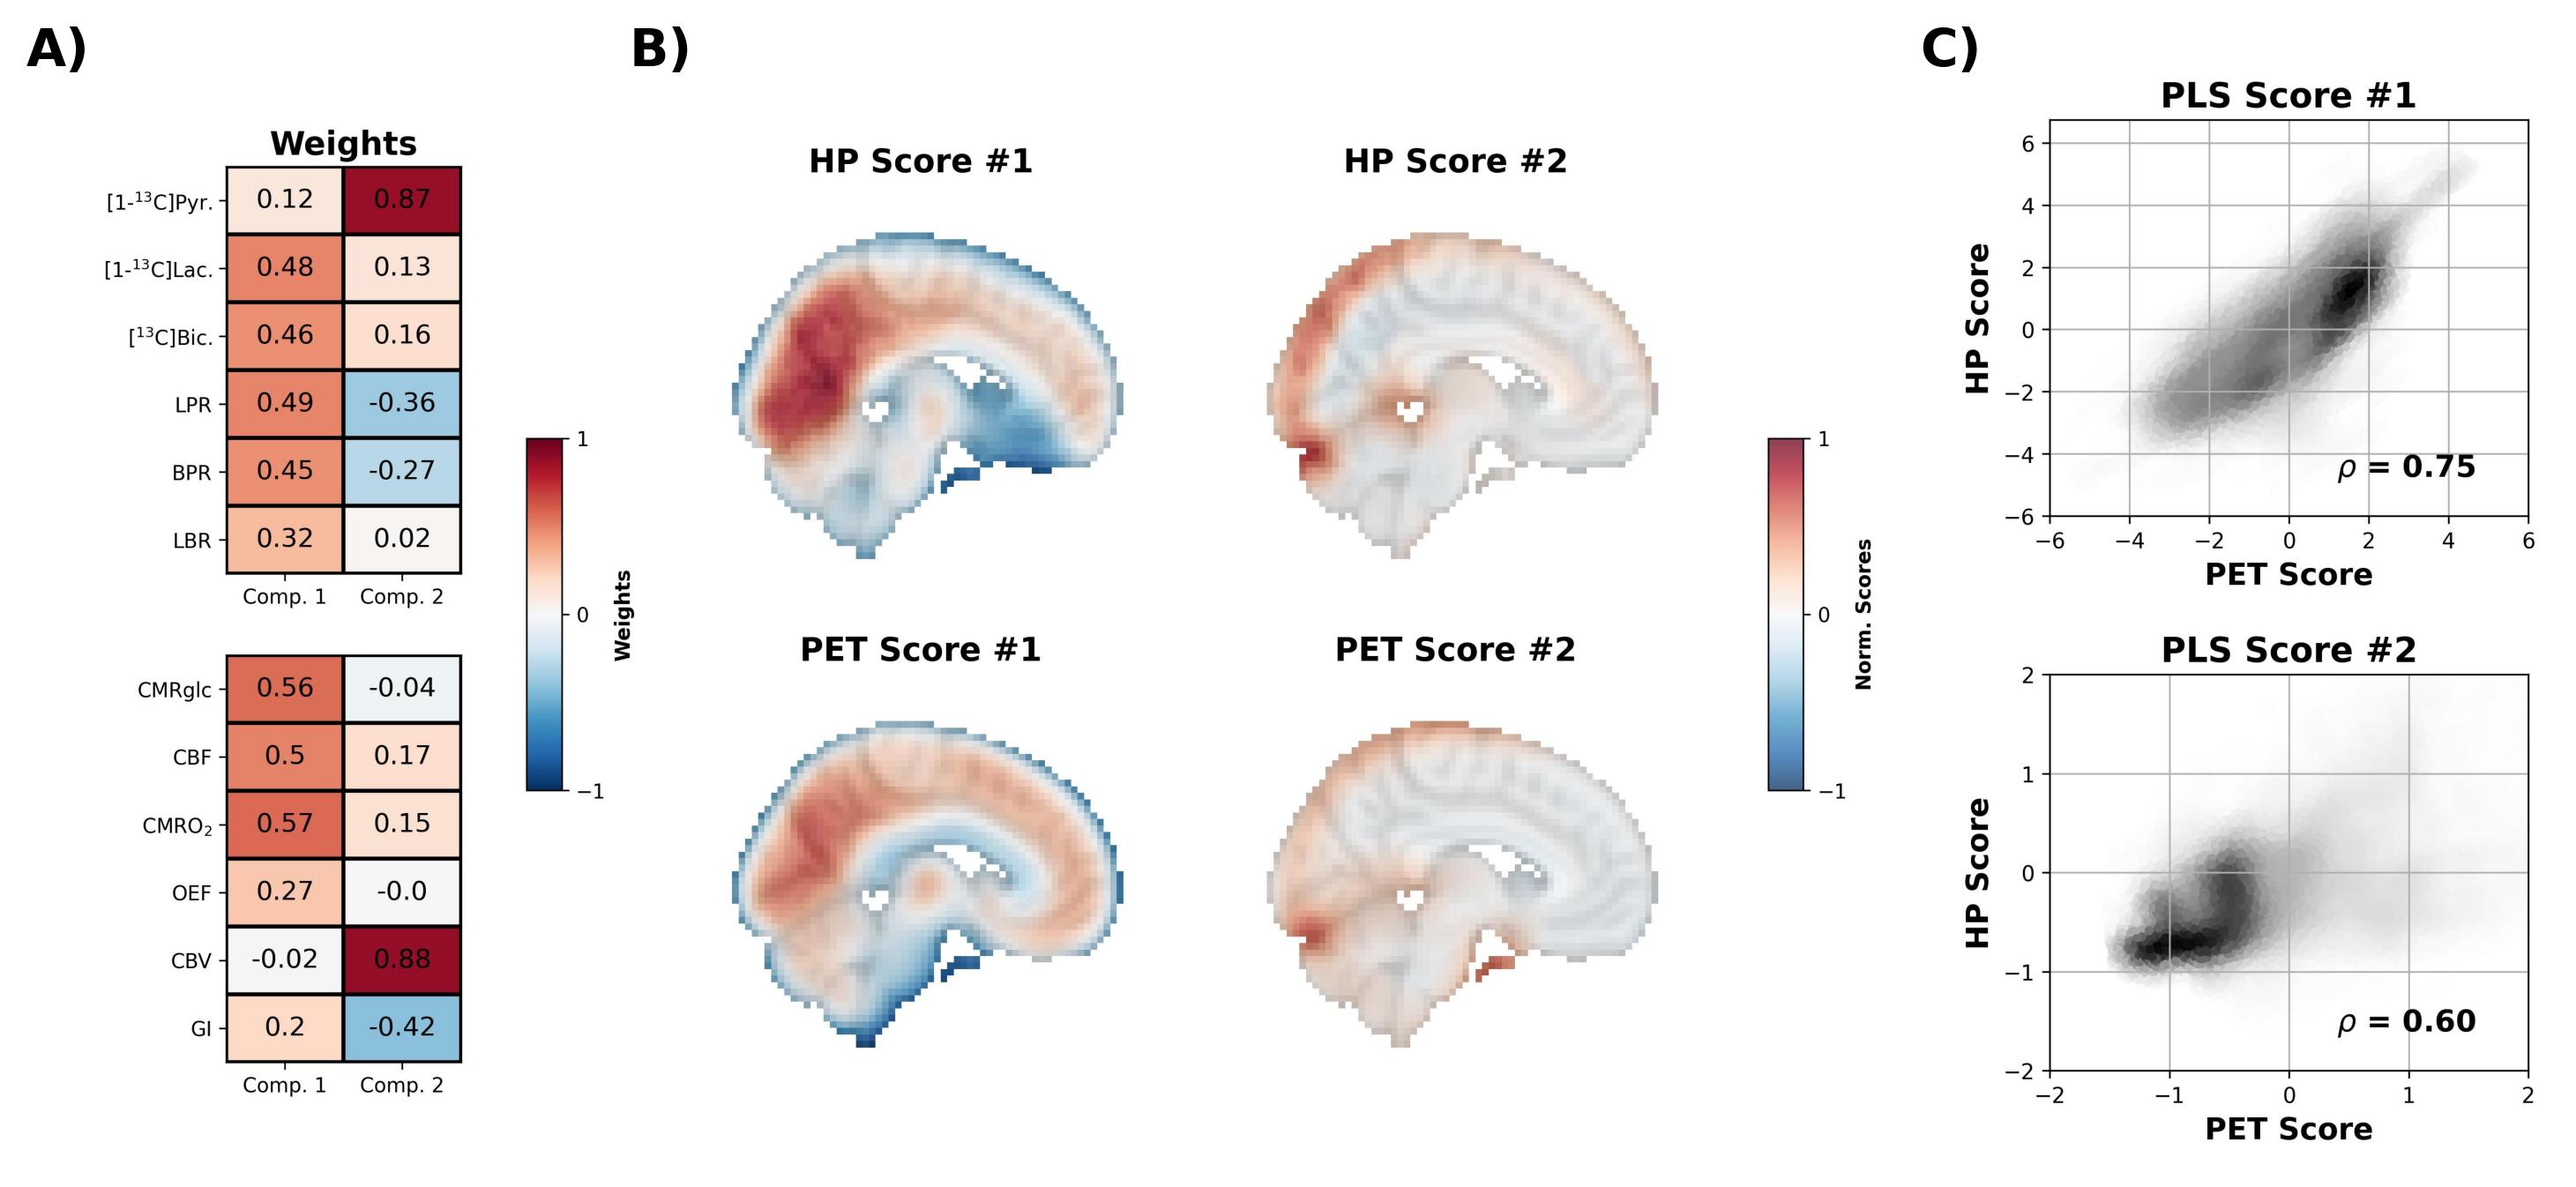 A)
B)
C)
Weights
[1-¹³C]Pyr. 0.12 0.87
[1-¹³C]Lac. 0.48 0.13
[¹³C]Bic. 0.46 0.16
LPR 0.49 -0.36
BPR 0.45 -0.27
LBR 0.32 0.02
Comp. 1 Comp. 2
CMRglc 0.56 -0.04
CBF 0.5 0.17
CMRO₂ 0.57 0.15
OEF 0.27 -0.0
CBV -0.02 0.88
GI 0.2 -0.42
Comp. 1 Comp. 2
1
0
−1
Weights
HP Score #1
HP Score #2
PET Score #1
PET Score #2
1
0
−1
Norm. Scores
PLS Score #1
HP Score
6
4
2
0
−2
−4
−6
ρ = 0.75
−6 −4 −2 0 2 4 6
PET Score
PLS Score #2
HP Score
2
1
0
−1
−2
ρ = 0.60
−2 −1 0 1 2
PET Score